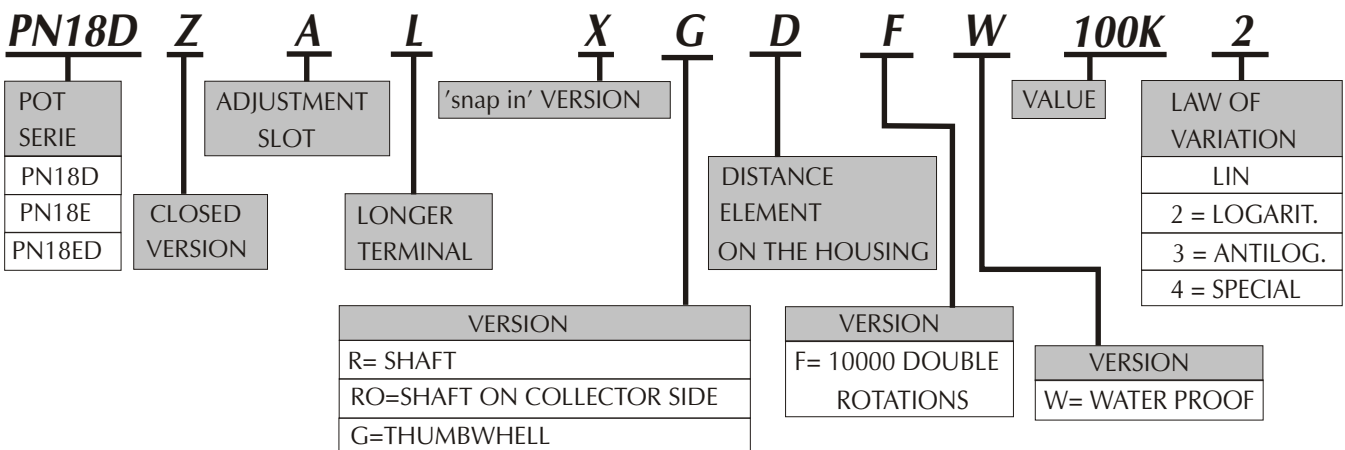 PN18D Z A L X G D F W 100K 2
POT
SERIE
PN18D
PN18E
PN18ED
CLOSED
VERSION
ADJUSTMENT
SLOT
LONGER
TERMINAL
'snap in' VERSION
VERSION
R= SHAFT
RO=SHAFT ON COLLECTOR SIDE
G=THUMBWHELL
DISTANCE
ELEMENT
ON THE HOUSING
VERSION
F= 10000 DOUBLE
ROTATIONS
VERSION
W= WATER PROOF
VALUE
LAW OF
VARIATION
LIN
2 = LOGARIT.
3 = ANTILOG.
4 = SPECIAL